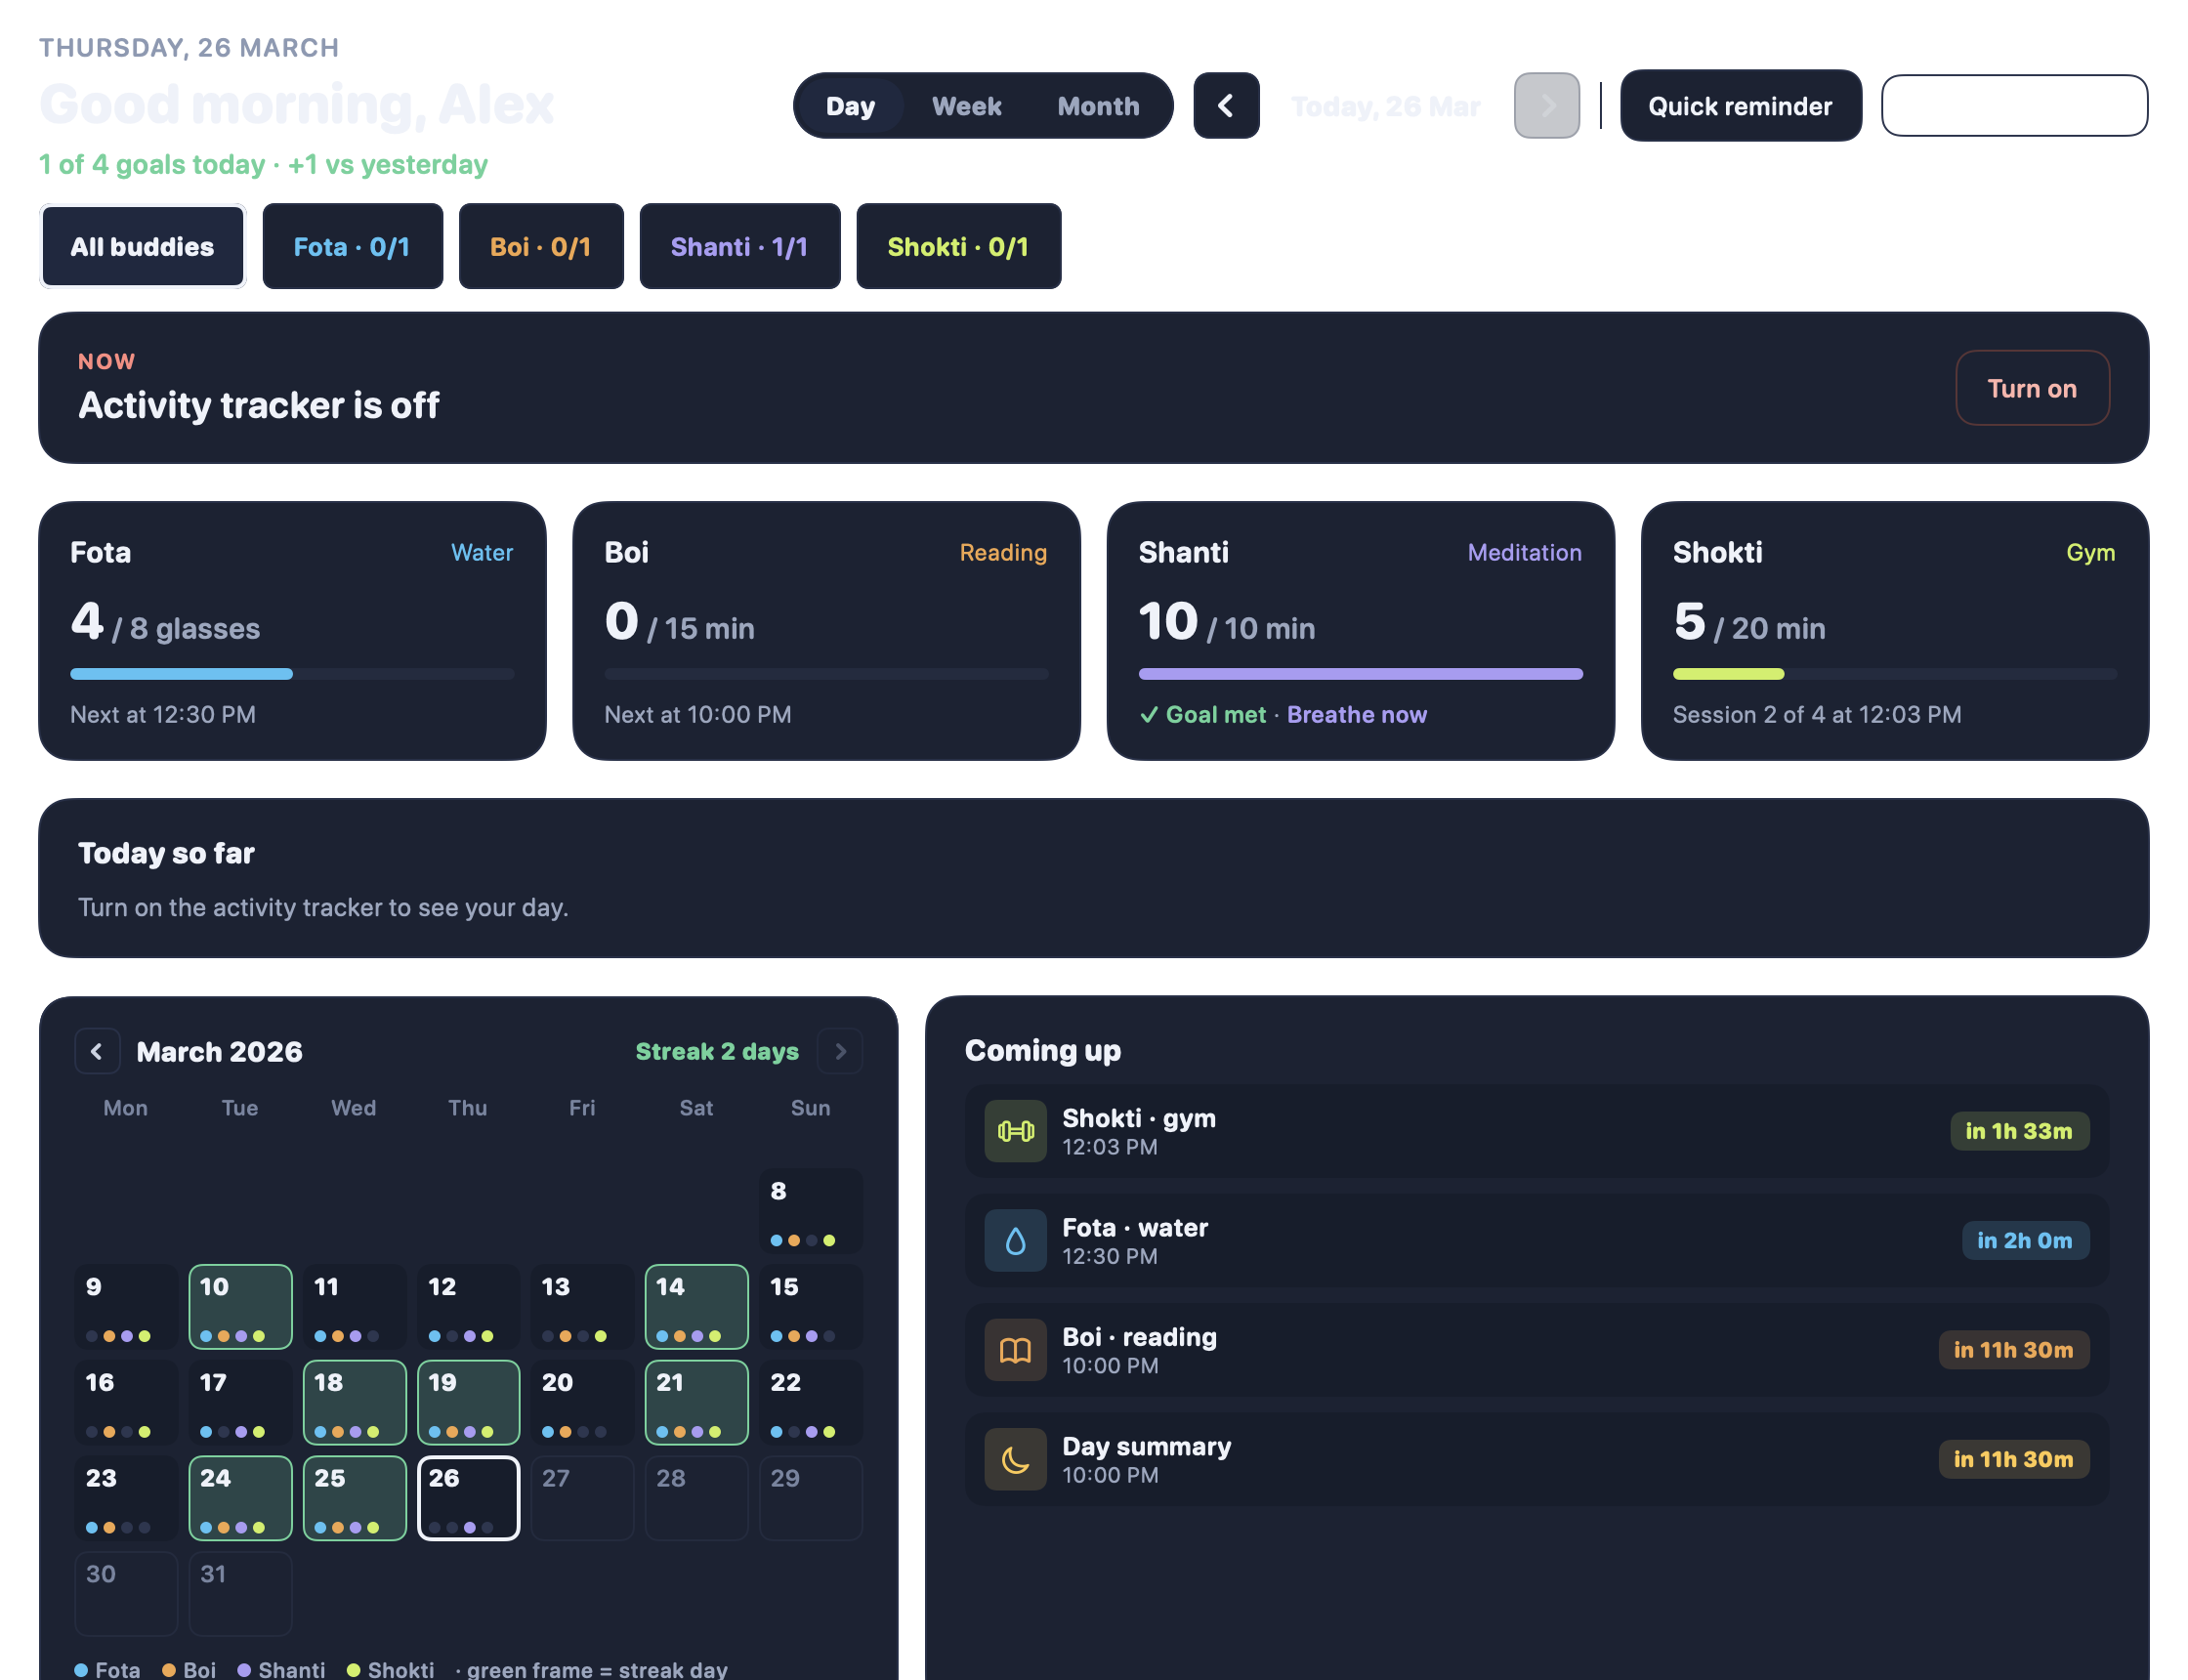 THURSDAY, 26 MARCH
Good morning, Alex
1 of 4 goals today · +1 vs yesterday
Day Week Month
Today, 26 Mar
Quick reminder
All buddies
Fota · 0/1
Boi · 0/1
Shanti · 1/1
Shokti · 0/1
NOW
Activity tracker is off
Turn on
Fota Water
4 / 8 glasses
Next at 12:30 PM
Boi Reading
0 / 15 min
Next at 10:00 PM
Shanti Meditation
10 / 10 min
✓ Goal met · Breathe now
Shokti Gym
5 / 20 min
Session 2 of 4 at 12:03 PM
Today so far
Turn on the activity tracker to see your day.
March 2026 Streak 2 days
Mon Tue Wed Thu Fri Sat Sun
8
9 10 11 12 13 14 15
16 17 18 19 20 21 22
23 24 25 26 27 28 29
30 31
Fota Boi Shanti Shokti · green frame = streak day
Coming up
Shokti · gym
12:03 PM
in 1h 33m
Fota · water
12:30 PM
in 2h 0m
Boi · reading
10:00 PM
in 11h 30m
Day summary
10:00 PM
in 11h 30m